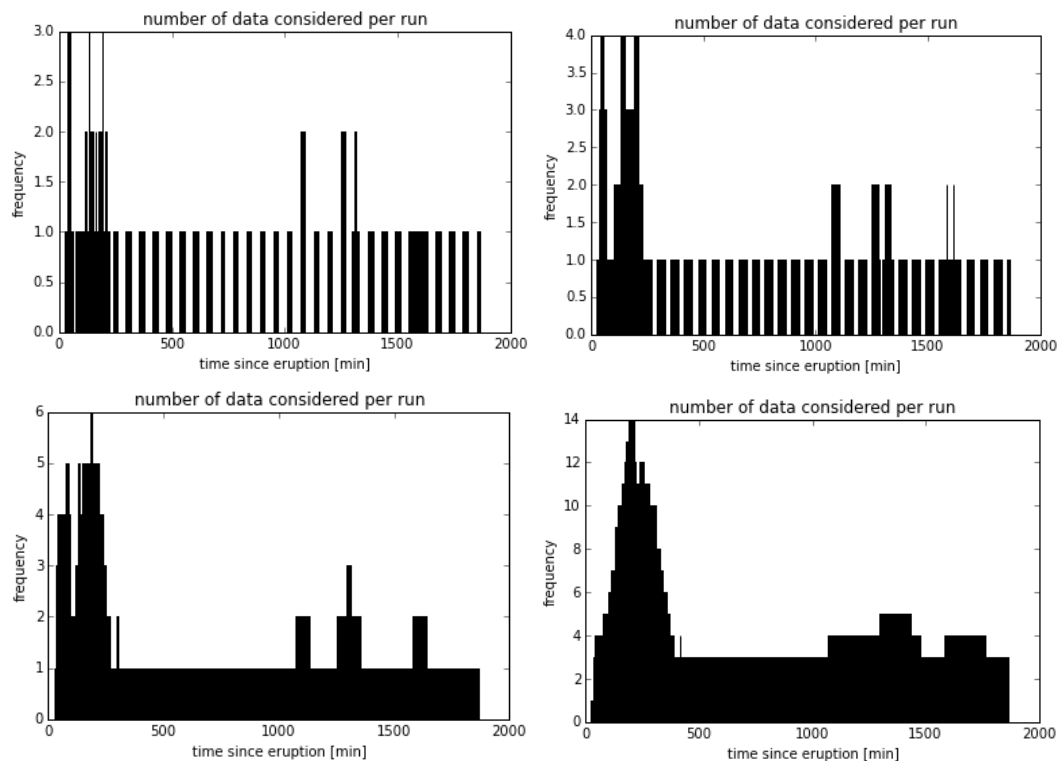 number of data considered per run
3.0
2.5
2.0
1.5
1.0
0.5
0.0
frequency
0 500 1000 1500 2000
time since eruption [min]
number of data considered per run
4.0
3.5
3.0
2.5
2.0
1.5
1.0
0.5
0.0
frequency
0 500 1000 1500 2000
time since eruption [min]
number of data considered per run
6
5
4
3
2
1
0
frequency
0 500 1000 1500 2000
time since eruption [min]
number of data considered per run
14
12
10
8
6
4
2
0
frequency
0 500 1000 1500 2000
time since eruption [min]